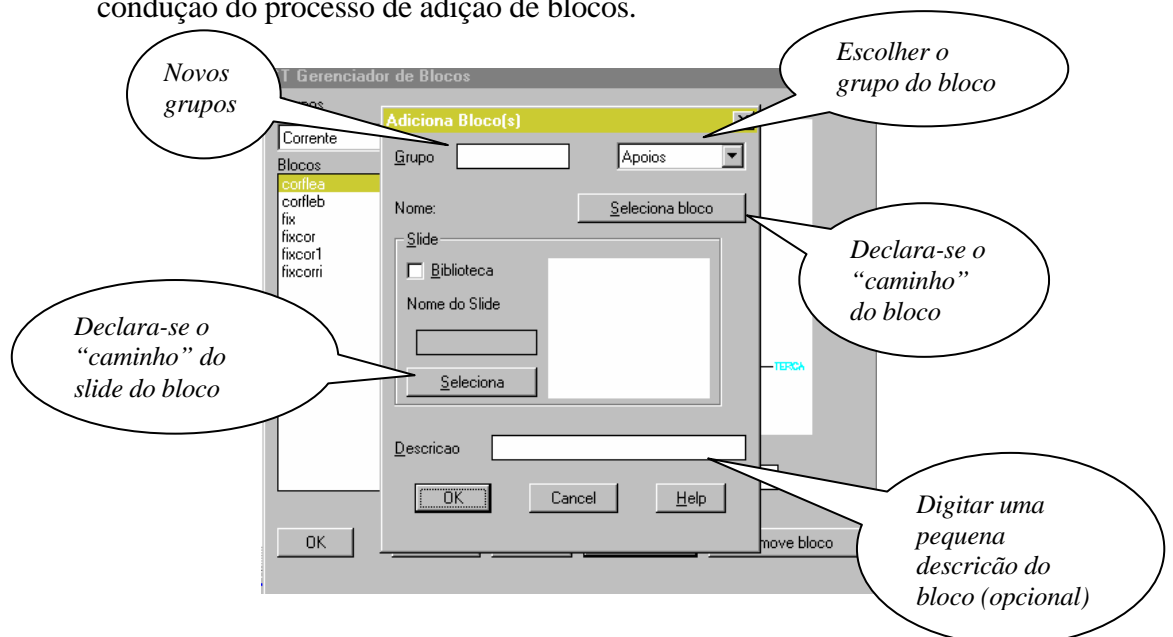 condução do processo de adição de blocos.
Novos
grupos
Escolher o
grupo do bloco
T Gerenciador de Blocos
Adiciona Bloco(s)
Corrente
Grupo
Apoios
Blocos
corflea
corfleb
fix
fixcor
fixcor1
fixcorri
Nome:
Seleciona bloco
Slide
Biblioteca
Nome do Slide
Seleciona
Declara-se o
“caminho”
do bloco
Declara-se o
“caminho” do
slide do bloco
TERCA
Descricao
OK
Cancel
Help
Digitar uma
pequena
descricão do
bloco (opcional)
OK
move bloco